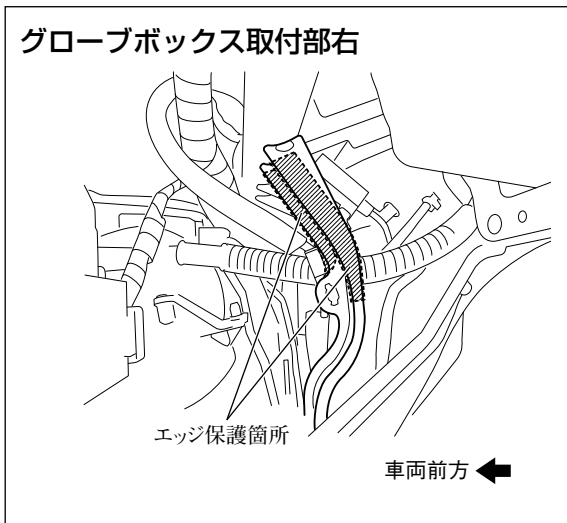 グローブボックス取付部右
エッジ保護箇所
車両前方